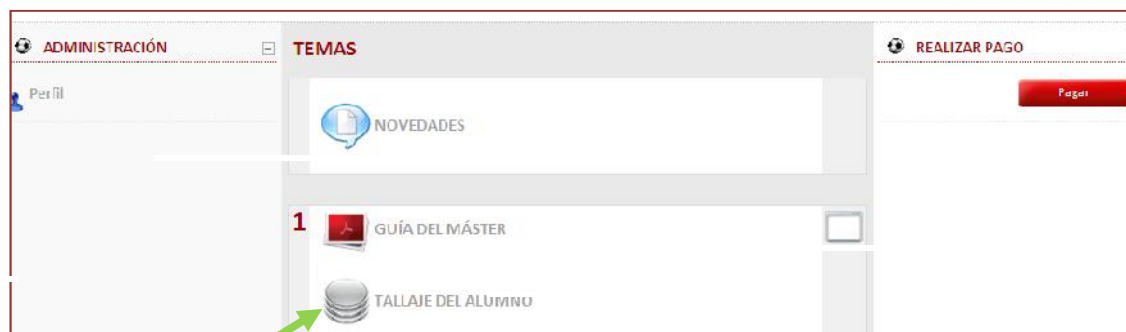 ADMINISTRACIÓN
Perfil
TEMAS
NOVEDADES
1
GUÍA DEL MÁSTER
TALLAJE DEL ALUMNO
REALIZAR PAGO
Pagar